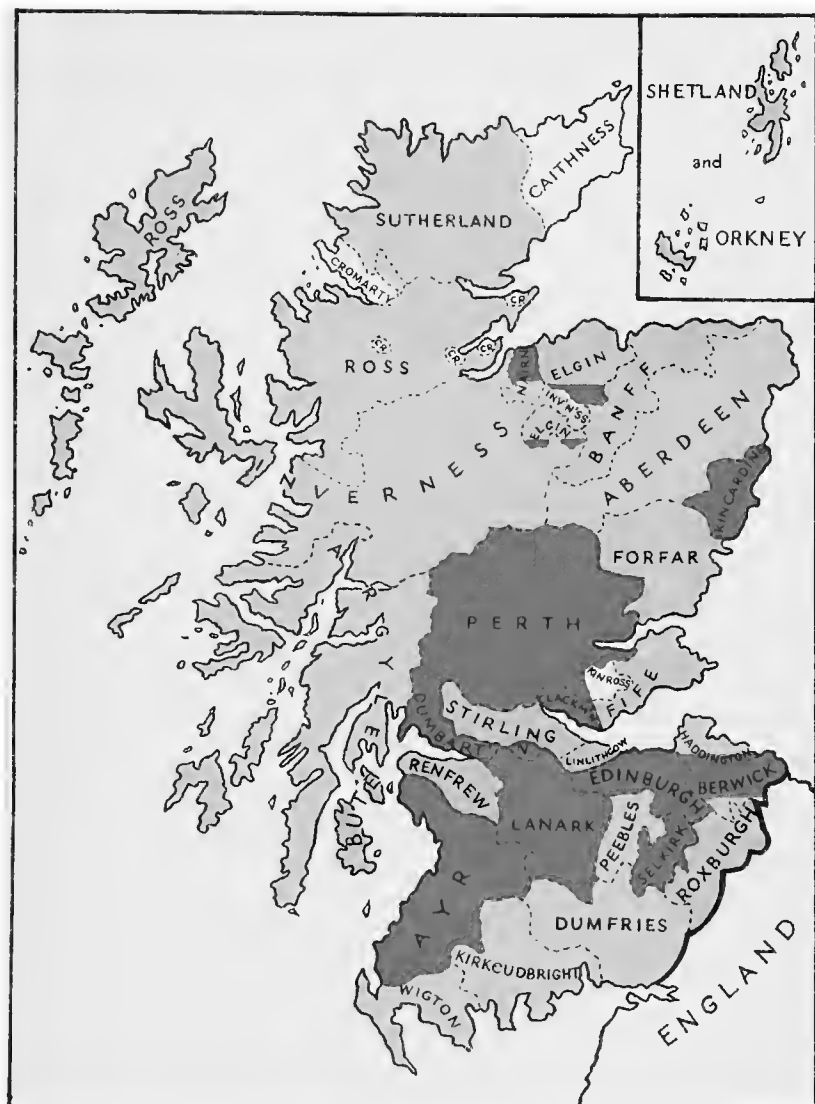 SHETLAND
and
ORKNEY
ROSS
SUTHERLAND
CAITHNESS
CROMARTY
CR.
CR.
CR.
CR.
ROSS
NAIRN
ELGIN
INV'NSS
ELGIN
BANFF
ABERDEEN
INVERNESS
KINCARDINE
FORFAR
ARGYLE
PERTH
KINROSS
FIFE
CLACKMN
STIRLING
DUMBARTON
LINLITHGOW
HADDINGTON
RENFREW
EDINBURGH
BERWICK
BUTE
LANARK
PEEBLES
SELKIRK
ROXBURGH
AYR
DUMFRIES
KIRKCUDBRIGHT
WIGTON
ENGLAND